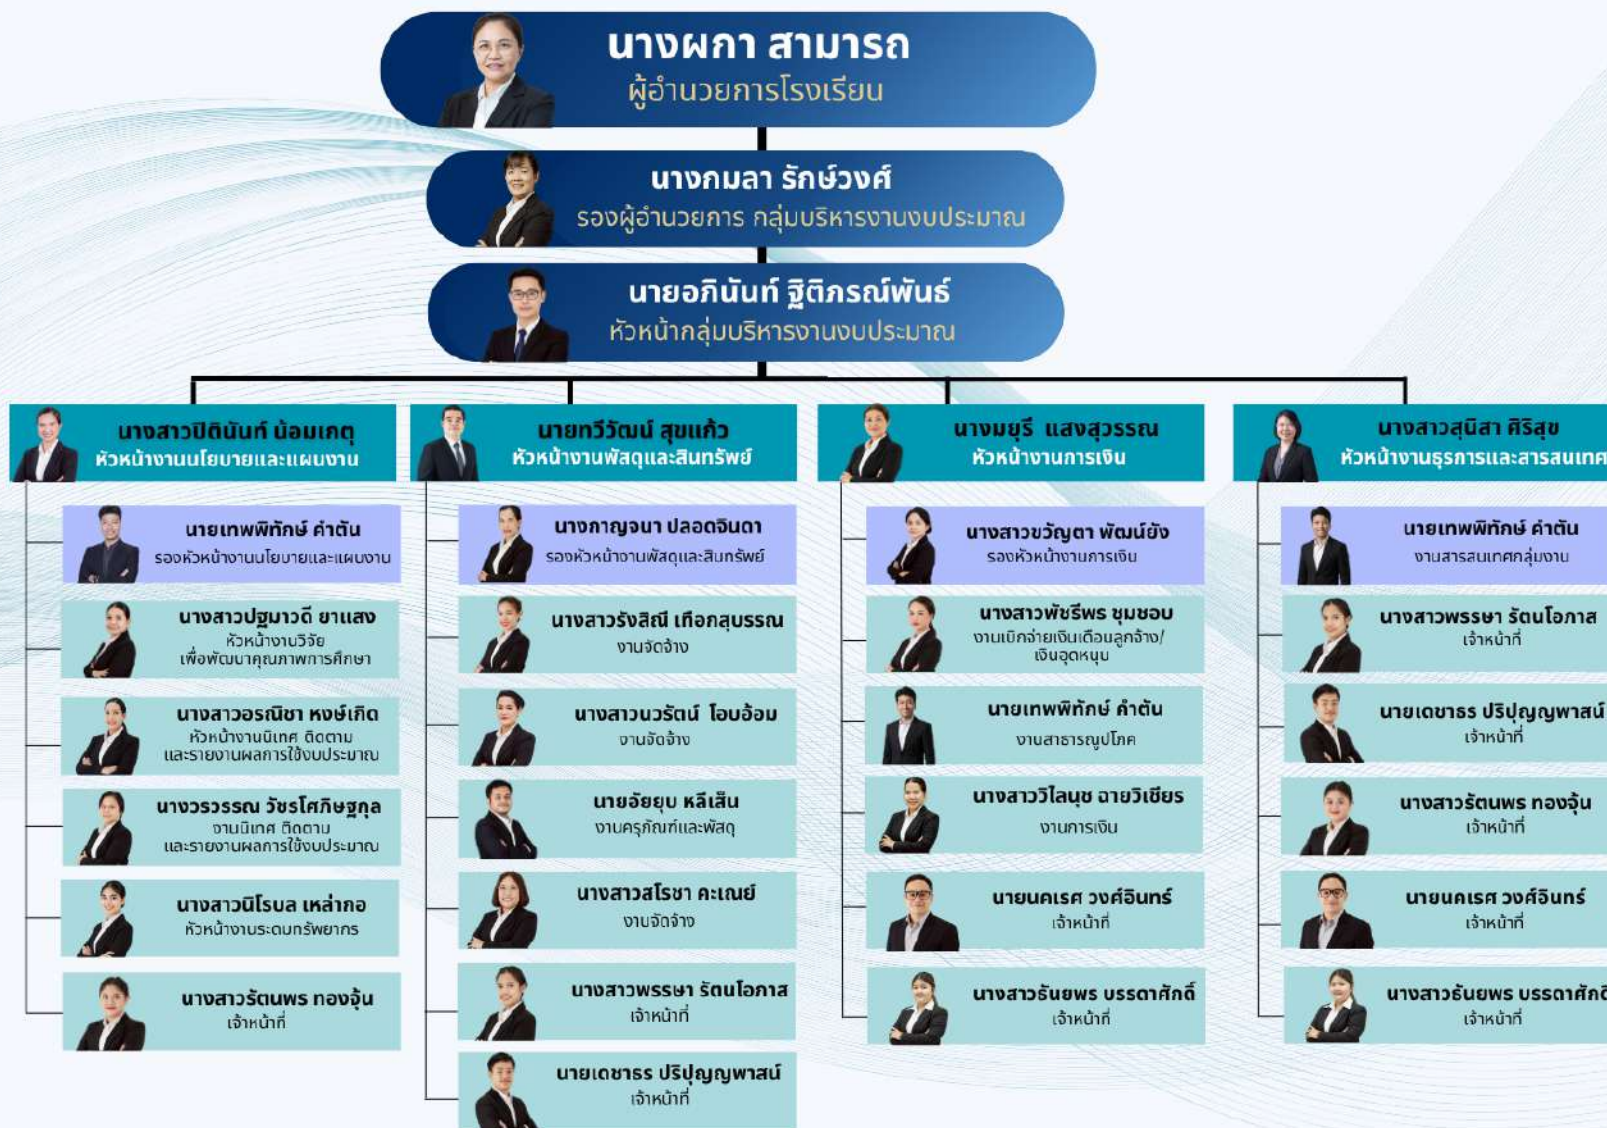 นางผกา สามารถ
ผู้อำนวยการโรงเรียน
นางกมลา รักษ์วงศ์
รองผู้อำนวยการ กลุ่มบริหารงานงบประมาณ
นายอภินันท์ ฐิติภรณ์พันธ์
หัวหน้ากลุ่มบริหารงานงบประมาณ
นางสาวปิตินันท์ น้อมเกตุ
หัวหน้างานนโยบายและแผนงาน
นายเทพพิทักษ์ คำตัน
รองหัวหน้างานนโยบายและแผนงาน
นางสาวปฐมาวดี ยาแสง
หัวหน้างานวิจัย
เพื่อพัฒนาคุณภาพการศึกษา
นางสาวอรณิชา หงษ์เกิด
หัวหน้างานนิเทศ ติดตาม
และรายงานผลการใช้งบประมาณ
นางวรวรรณ วัชรโศภิษฐกุล
งานนิเทศ ติดตาม
และรายงานผลการใช้งบประมาณ
นางสาวนิโรบล เหล่ากอ
หัวหน้างานระดมทรัพยากร
นางสาวรัตนพร ทองจุ้น
เจ้าหน้าที่
นายทวีวัฒน์ สุขแก้ว
หัวหน้างานพัสดุและสินทรัพย์
นางกาญจนา ปลอดจินดา
รองหัวหน้างานพัสดุและสินทรัพย์
นางสาวรังสิณี เทือกสุบรรณ
งานจัดจ้าง
นางสาวนวรัตน์ โอบอ้อม
งานจัดจ้าง
นายอัยยุบ หลีเส็น
งานครุภัณฑ์และพัสดุ
นางสาวสโรชา คะเณย์
งานจัดจ้าง
นางสาวพรรษา รัตนโอภาส
เจ้าหน้าที่
นายเดชาธร ปริปุญญพาสน์
เจ้าหน้าที่
นางมยุรี แสงสุวรรณ
หัวหน้างานการเงิน
นางสาวขวัญตา พัฒน์ยัง
รองหัวหน้างานการเงิน
นางสาวพัชรีพร ชุมชอบ
งานเบิกจ่ายเงินเดือนลูกจ้าง/
เงินอุดหนุน
นายเทพพิทักษ์ คำตัน
งานสาธารณูปโภค
นางสาววิไลนุช ฉายวิเชียร
งานการเงิน
นายนคเรศ วงศ์อินทร์
เจ้าหน้าที่
นางสาวธันยพร บรรดาศักดิ์
เจ้าหน้าที่
นางสาวสุนิสา ศิริสุข
หัวหน้างานธุรการและสารสนเทศ
นายเทพพิทักษ์ คำตัน
งานสารสนเทศกลุ่มงาน
นางสาวพรรษา รัตนโอภาส
เจ้าหน้าที่
นายเดชาธร ปริปุญญพาสน์
เจ้าหน้าที่
นางสาวรัตนพร ทองจุ้น
เจ้าหน้าที่
นายนคเรศ วงศ์อินทร์
เจ้าหน้าที่
นางสาวธันยพร บรรดาศักดิ
เจ้าหน้าที่